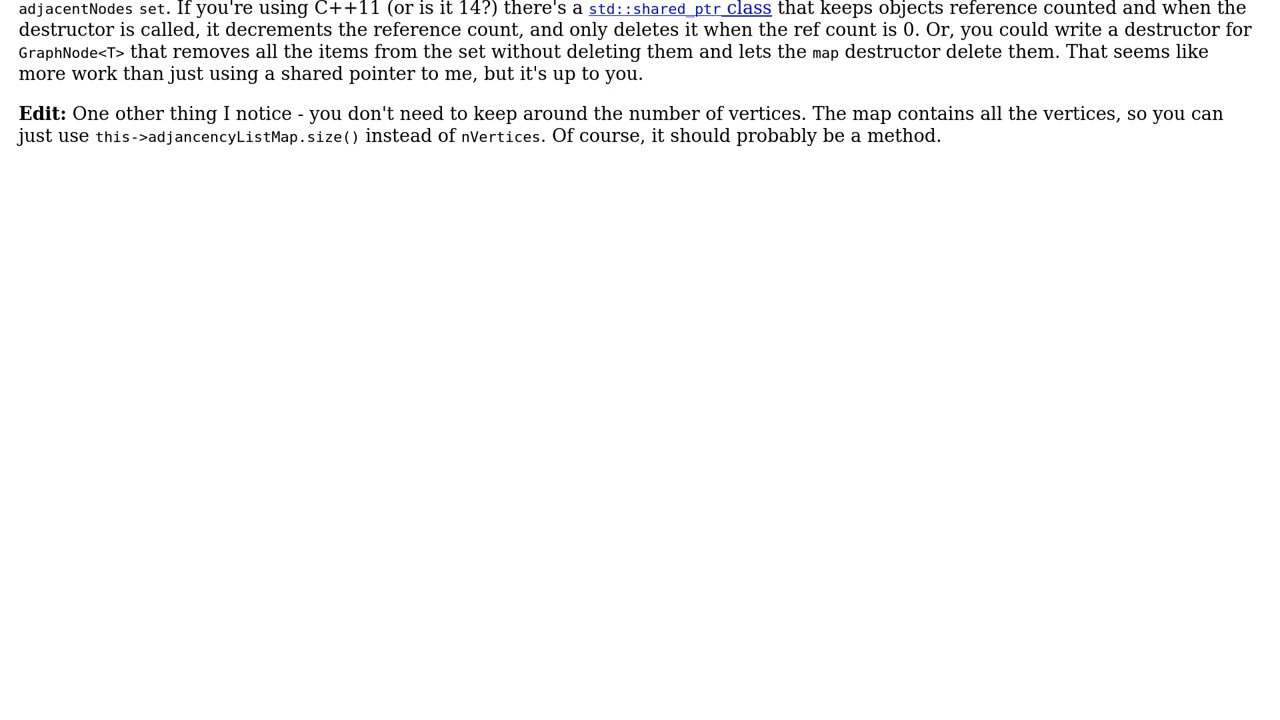 adjacentNodes set. If you're using C++11 (or is it 14?) there's a std::shared_ptr class that keeps objects reference counted and when the
destructor is called, it decrements the reference count, and only deletes it when the ref count is 0. Or, you could write a destructor for
GraphNode<T> that removes all the items from the set without deleting them and lets the map destructor delete them. That seems like
more work than just using a shared pointer to me, but it's up to you.
Edit: One other thing I notice - you don't need to keep around the number of vertices. The map contains all the vertices, so you can
just use this->adjancencyListMap.size() instead of nVertices. Of course, it should probably be a method.